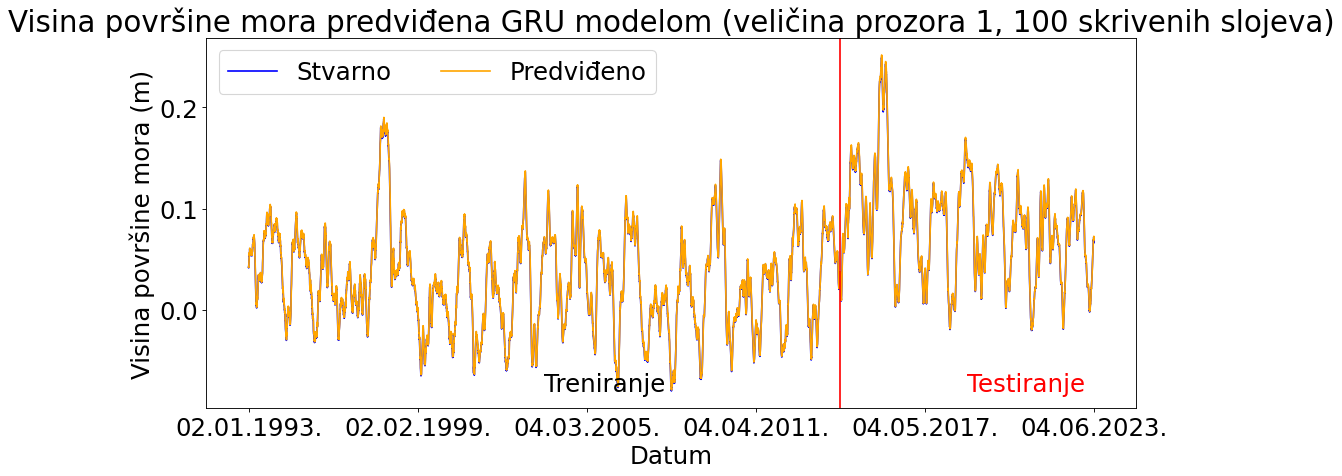 Visina površine mora predviđena GRU modelom (veličina prozora 1, 100 skrivenih slojeva)
Stvarno
Predviđeno
Visina površine mora (m)
0.2
0.1
0.0
Treniranje
Testiranje
02.01.1993.
02.02.1999.
04.03.2005.
04.04.2011.
04.05.2017.
04.06.2023.
Datum